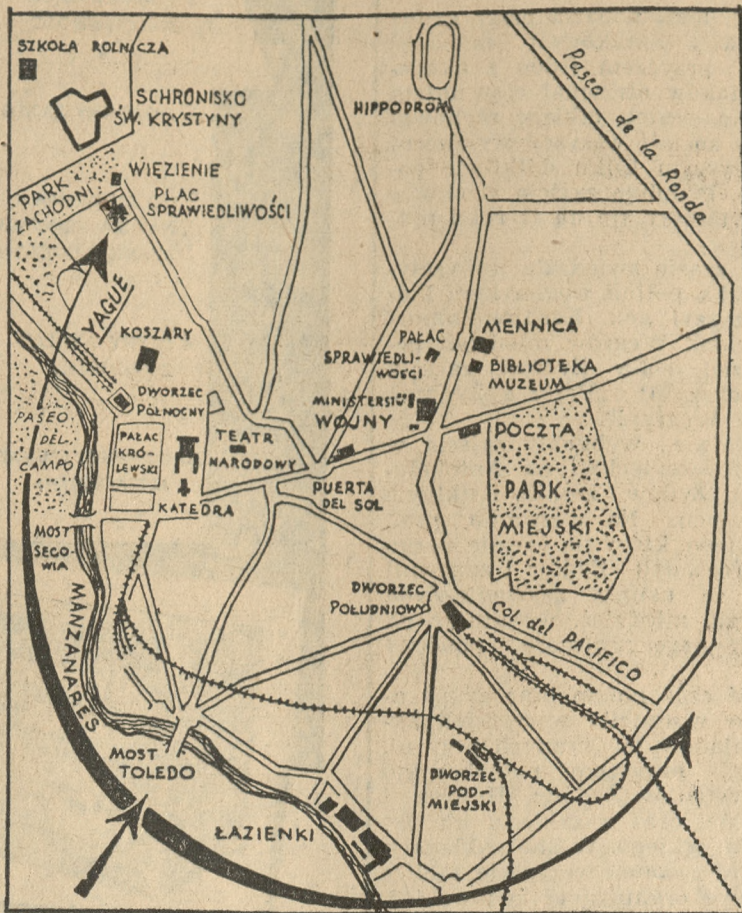 SZKOŁA ROLNICZA
SCHRONISKO
ŚW. KRYSTYNY
HIPPODROM
Paseo de la Ronda
WIĘZIENIE
PLAC
SPRAWIEDLIWOŚCI
PARK
ZACHODNI
YAGUE
KOSZARY
DWORZEC
PÓŁNOCNY
PAŁAC
SPRAWIEDLI-
WOŚCI
MENNICA
BIBLIOTEKA
MUZEUM
MINISTERSTWO
WOJNY
POCZTA
PASEO
DEL
CAMPO
PAŁAC
KRÓ-
LEWSKI
TEATR
NARODOWY
KATEDRA
PUERTA
DEL SOL
PARK
MIEJSKI
MOST
SEGO-
WIA
MANZANARES
DWORZEC
POŁUDNIOWY
Col. del PACIFICO
MOST
TOLEDO
DWORZEC
POD-
MIEJSKI
ŁAZIENKI